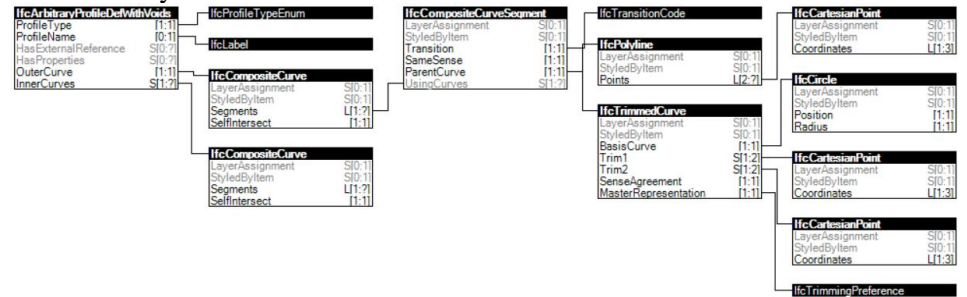 IfcArbitraryProfileDefWithVoids
ProfileType [1:1]
ProfileName [0:1]
HasExternalReference S[0:?]
HasProperties S[0:?]
OuterCurve [1:1]
InnerCurves S[1:?]
IfcProfileTypeEnum
IfcLabel
IfcCompositeCurve
LayerAssignment S[0:1]
StyledByItem S[0:1]
Segments L[1:?]
SelfIntersect [1:1]
IfcCompositeCurve
LayerAssignment S[0:1]
StyledByItem S[0:1]
Segments L[1:?]
SelfIntersect [1:1]
IfcCompositeCurveSegment
LayerAssignment S[0:1]
StyledByItem S[0:1]
Transition [1:1]
SameSense [1:1]
ParentCurve [1:1]
UsingCurves S[1:?]
IfcTransitionCode
IfcPolyline
LayerAssignment S[0:1]
StyledByItem S[0:1]
Points L[2:?]
IfcTrimmedCurve
LayerAssignment S[0:1]
StyledByItem S[0:1]
BasisCurve [1:1]
Trim1 S[1:2]
Trim2 S[1:2]
SenseAgreement [1:1]
MasterRepresentation [1:1]
IfcCartesianPoint
LayerAssignment S[0:1]
StyledByItem S[0:1]
Coordinates L[1:3]
IfcCircle
LayerAssignment S[0:1]
StyledByItem S[0:1]
Position [1:1]
Radius [1:1]
IfcCartesianPoint
LayerAssignment S[0:1]
StyledByItem S[0:1]
Coordinates L[1:3]
IfcCartesianPoint
LayerAssignment S[0:1]
StyledByItem S[0:1]
Coordinates L[1:3]
IfcTrimmingPreference